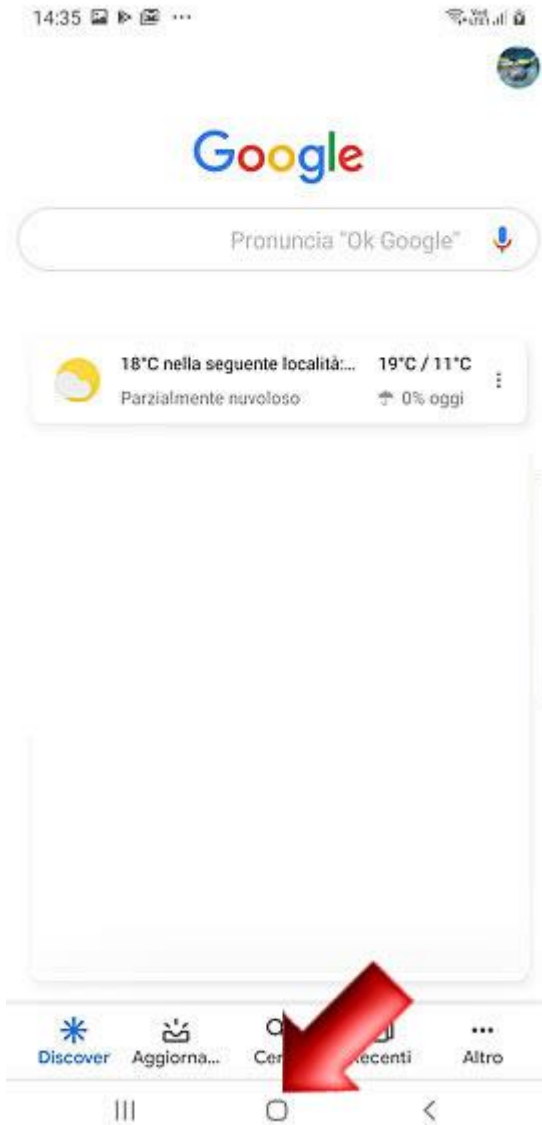 14:35
Google
Pronuncia "Ok Google"
18°C nella seguente località:... 19°C / 11°C
Parzialmente nuvoloso 0% oggi
Discover Aggiorna... Altro